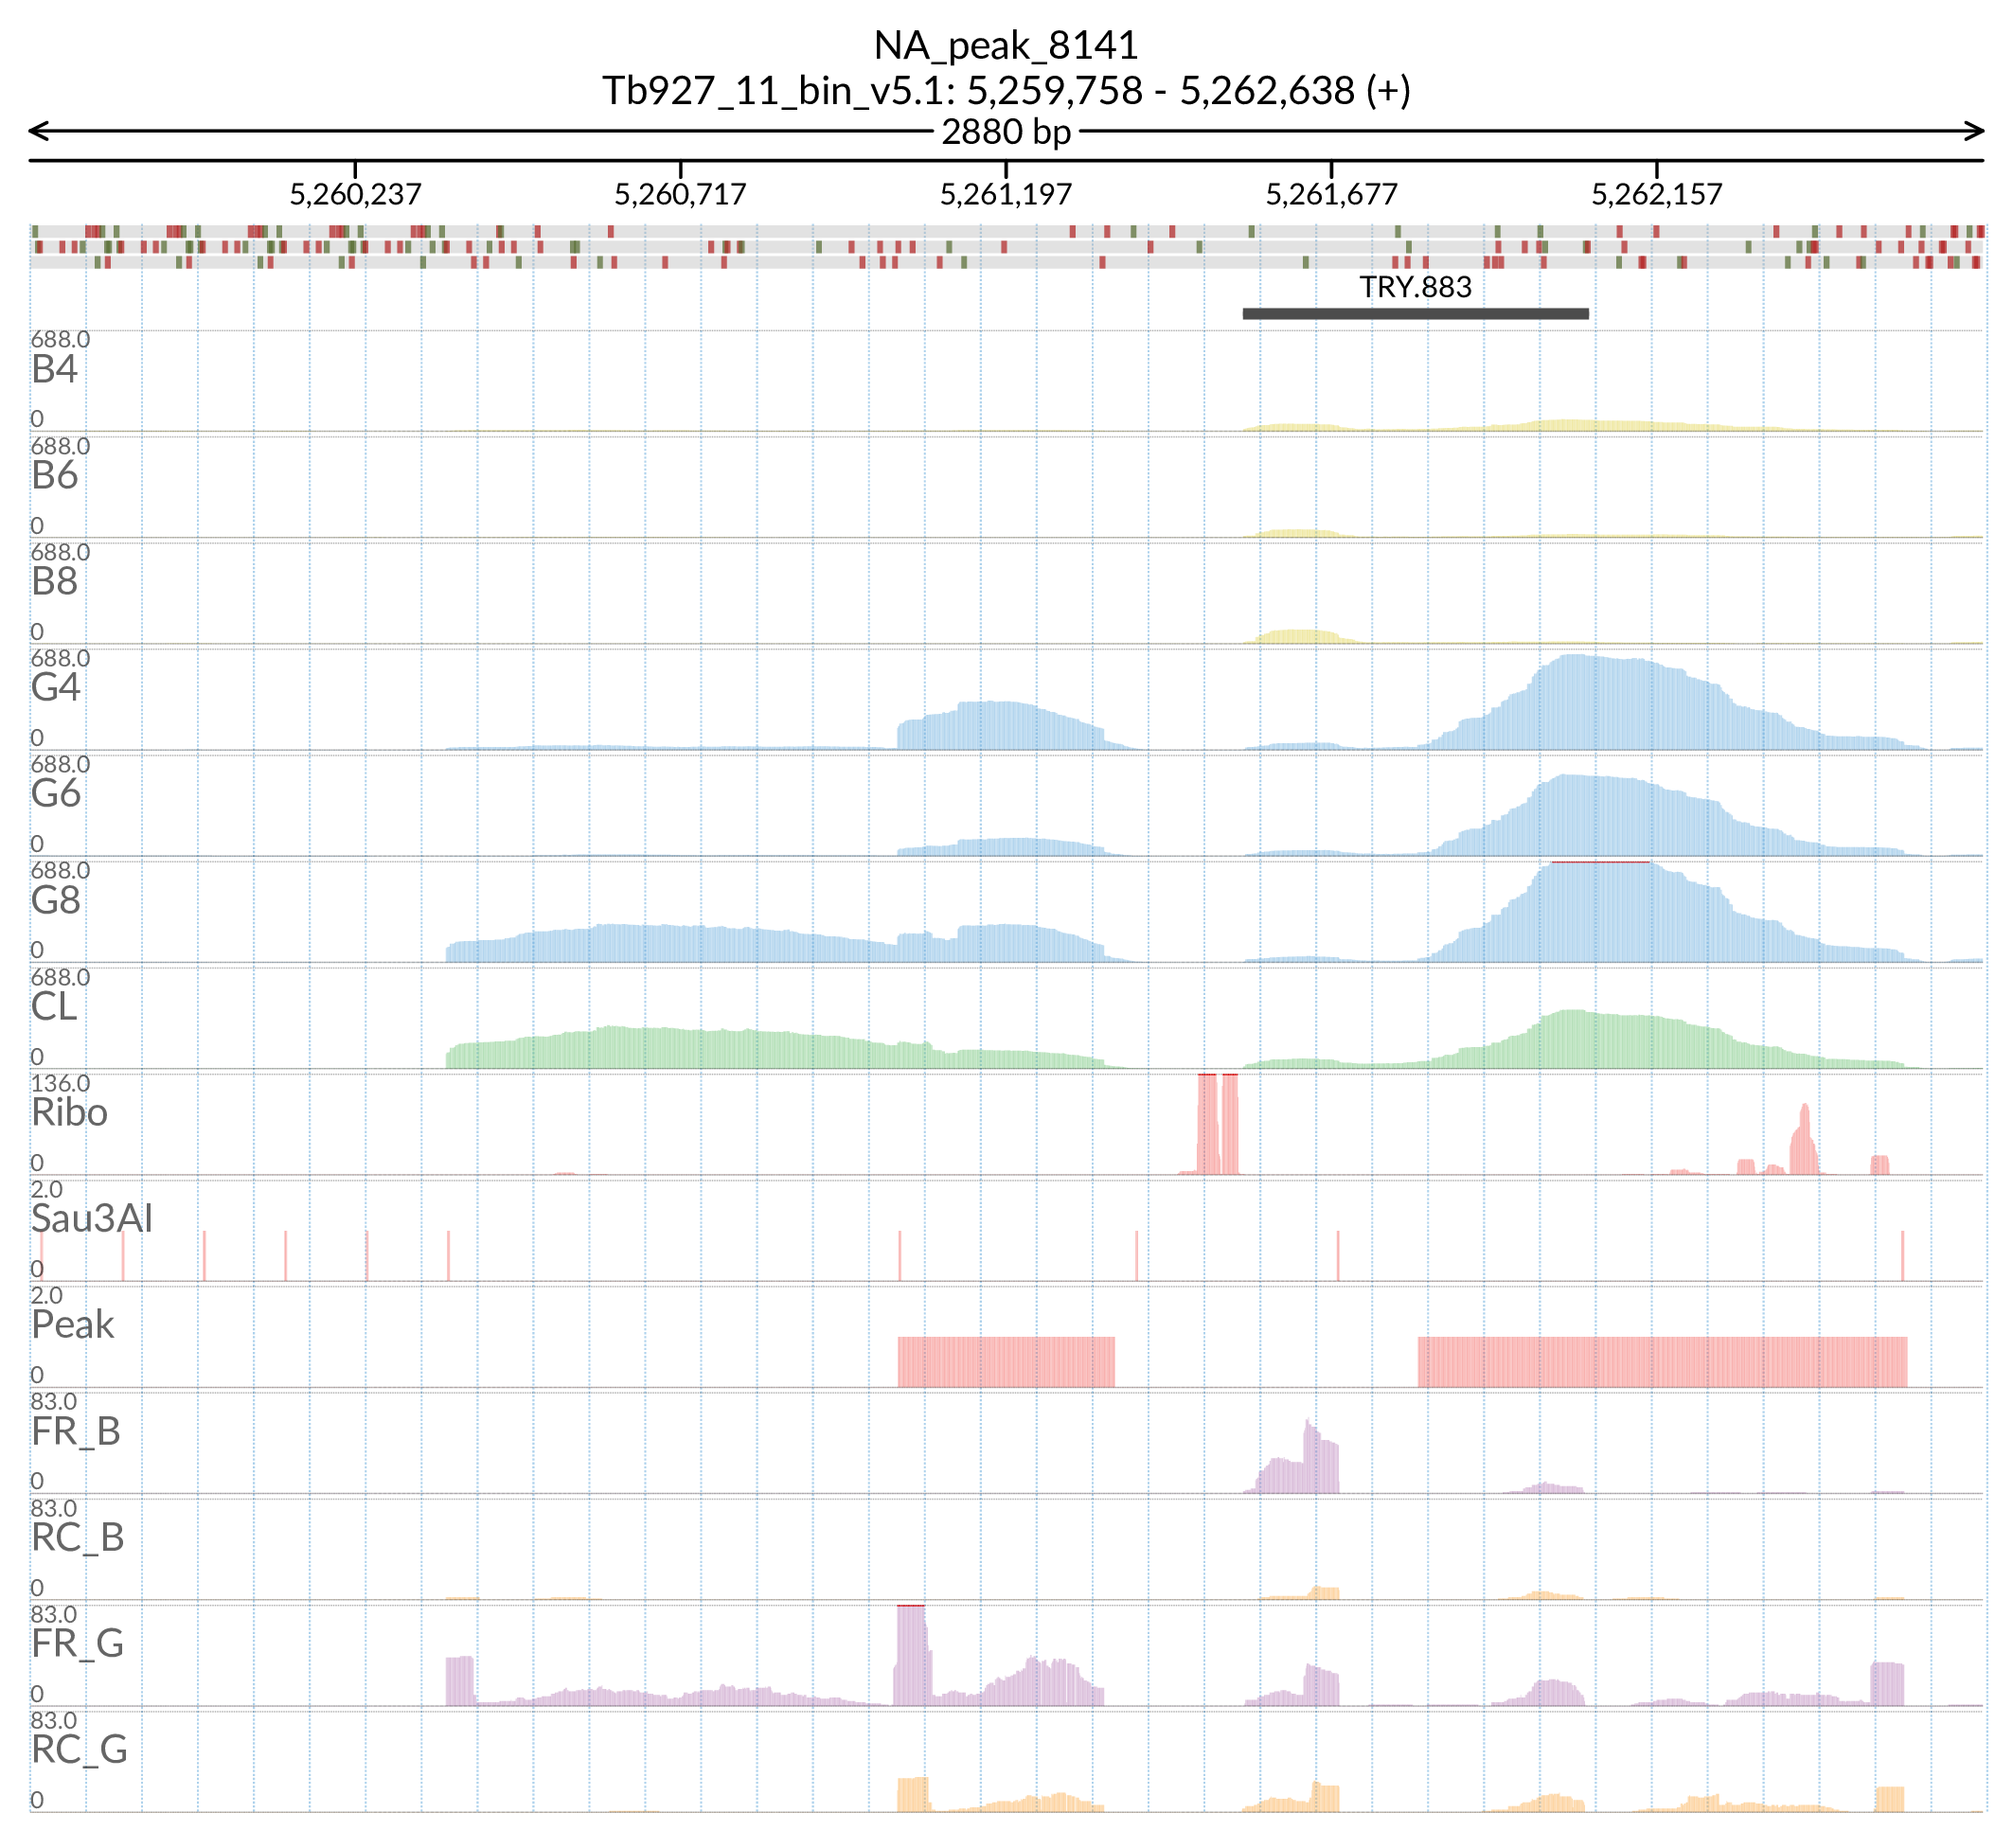 NA_peak_8141
Tb927_11_bin_v5.1: 5,259,758 - 5,262,638 (+)
2880 bp
5,260,237 5,260,717 5,261,197 5,261,677 5,262,157
TRY.883
688.0
B4
0
688.0
B6
0
688.0
B8
0
688.0
G4
0
688.0
G6
0
688.0
G8
0
688.0
CL
0
136.0
Ribo
0
2.0
Sau3AI
0
2.0
Peak
0
83.0
FR_B
0
83.0
RC_B
0
83.0
FR_G
0
83.0
RC_G
0